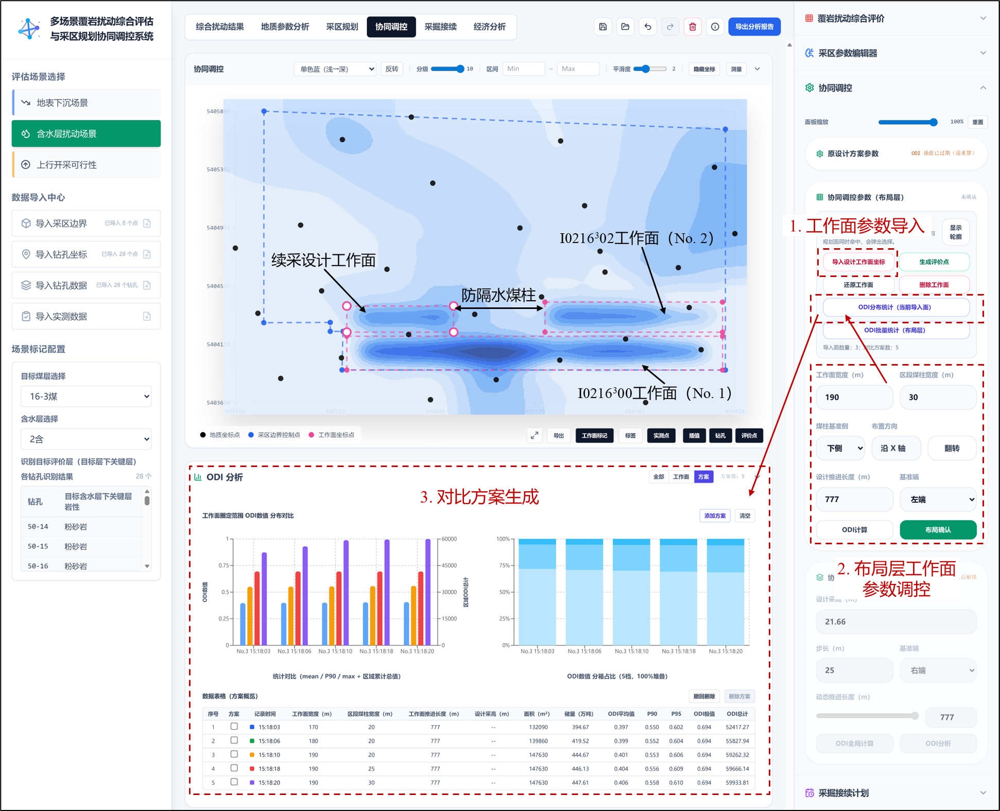 多场景覆岩扰动综合评估
与采区规划协同调控系统
评估场景选择
地表下沉场景
含水层扰动场景
上行开采可行性
数据导入中心
导入采区边界 已导入 8 个点
导入钻孔坐标 已导入 28 个点
导入钻孔数据 已导入 28 个钻孔
导入实测数据
场景标记配置
目标煤层选择
16-3煤
含水层选择
2含
识别目标评价层（目标层下关键层）
各钻孔识别结果 28 个
钻孔 目标含水层下关键层岩性
50-14 粉砂岩
50-15 粉砂岩
50-16 粉砂岩
综合扰动结果 地质参数分析 采区规划 协同调控 采掘接续 经济分析
导出分析报告
协同调控 单色蓝（浅→深） 反转 分级 10 区间 Min ~ Max 平滑度 2 隐藏坐标 测量
5405809
5405385
5404961
5404537
5404114
5403690
495395 496122 496848 497575 498301 499028
续采设计工作面
防隔水煤柱
I0216³02工作面（No. 2）
I0216³00工作面（No. 1）
地质坐标点 采区边界控制点 工作面坐标点
导出 工作面标记 标签 实测点 插值 钻孔 评价点
ODI 分析 全部 工作面 方案 方案数：5
3. 对比方案生成
工作面圈定范围 ODI数值 分布对比 添加方案 清空
1
0.75
0.5
0.25
0
ODI数值
60000
45000
30000
15000
0
区域ODI总计
No.3 15:18:03 No.3 15:18:06 No.3 15:18:10 No.3 15:18:18 No.3 15:18:20
统计对比（mean / P90 / max + 区域累计总值）
100%
75%
50%
25%
0%
No.3 15:18:03 No.3 15:18:06 No.3 15:18:10 No.3 15:18:18 No.3 15:18:20
ODI数值 分箱占比（5档，100%堆叠）
数据表格（方案概览） 撤回删除 删除方案
序号 方案 记录时间 工作面宽度（m） 区段煤柱宽度（m） 工作面推进长度（m） 设计采高（m） 面积（m²） 储量（万吨） ODI平均值 P90 P95 ODI极值 ODI总计
1 15:18:03 170 20 777 -- 132090 394.67 0.397 0.550 0.602 0.694 52417.27
2 15:18:06 180 20 777 -- 139860 419.52 0.399 0.552 0.604 0.694 55827.94
3 15:18:10 190 20 777 -- 147630 444.67 0.401 0.553 0.606 0.694 59262.32
4 15:18:18 190 25 777 -- 147630 446.13 0.404 0.556 0.609 0.694 59666.14
5 15:18:20 190 30 777 -- 147630 447.61 0.406 0.558 0.610 0.694 59933.81
覆岩扰动综合评价
采区参数编辑器
协同调控
面板缩放 100% 重置
原设计方案参数 ODI 插值已过期（需重算）
协同调控参数（布局层） 未确认
1. 工作面参数导入
显示轮廓
规划面同时命中，会弹出选择。
导入设计工作面坐标 生成评价点
还原工作面 删除工作面
ODI分布统计（当前导入面）
ODI批量统计（布局层）
导入面数量：3；对比方案数：5
工作面宽度（m） 区段煤柱宽度（m）
190 30
煤柱基准侧 布置方向
下侧 沿 X 轴 翻转
设计推进长度（m） 基准端
777 左端
ODI计算 布局确认
2. 布局层工作面
参数调控
协 后解锁
设计采高（m）
21.66
步长（m） 基准端
25 右端
动态推进长度（m）
777
ODI全局计算 ODI分析
采掘接续计划